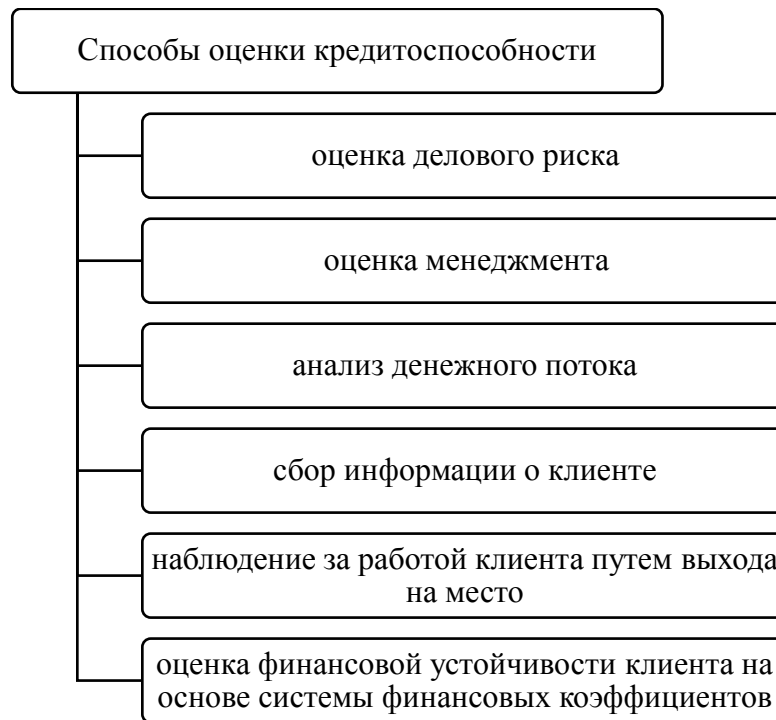 Способы оценки кредитоспособности
оценка делового риска
оценка менеджмента
анализ денежного потока
сбор информации о клиенте
наблюдение за работой клиента путем выхода
на место
оценка финансовой устойчивости клиента на
основе системы финансовых коэффициентов